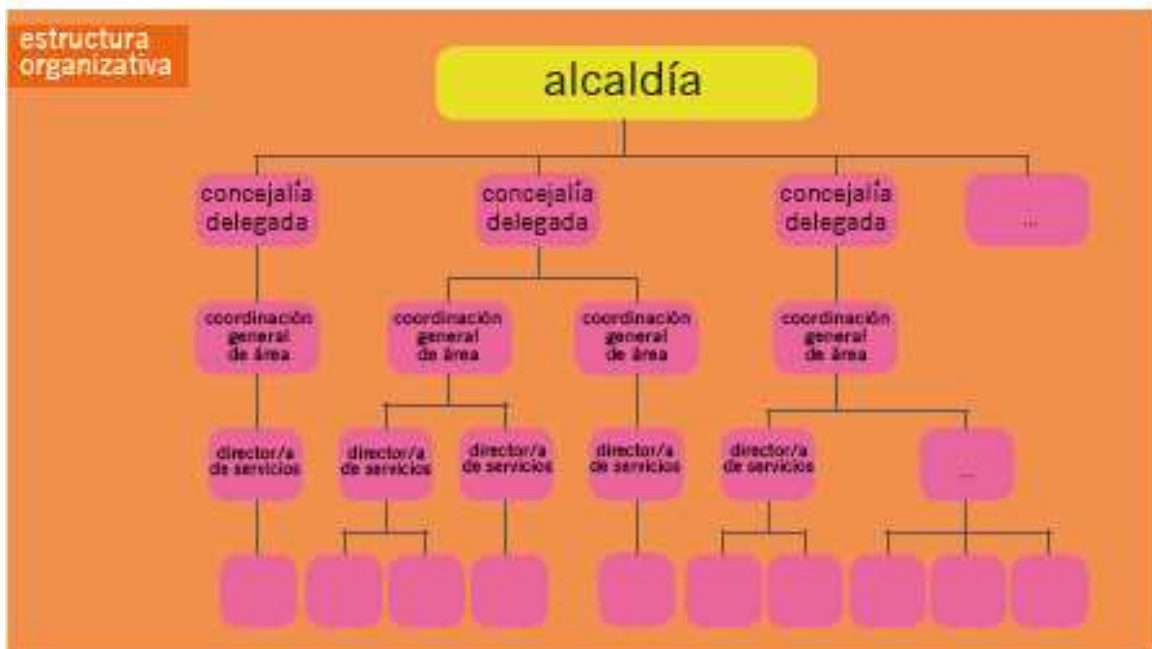 estructura
organizativa
alcaldía
concejalía
delegada
concejalía
delegada
concejalía
delegada
...
coordinación
general
de área
coordinación
general
de área
coordinación
general
de área
coordinación
general
de área
director/a
de servicios
director/a
de servicios
director/a
de servicios
director/a
de servicios
director/a
de servicios
...